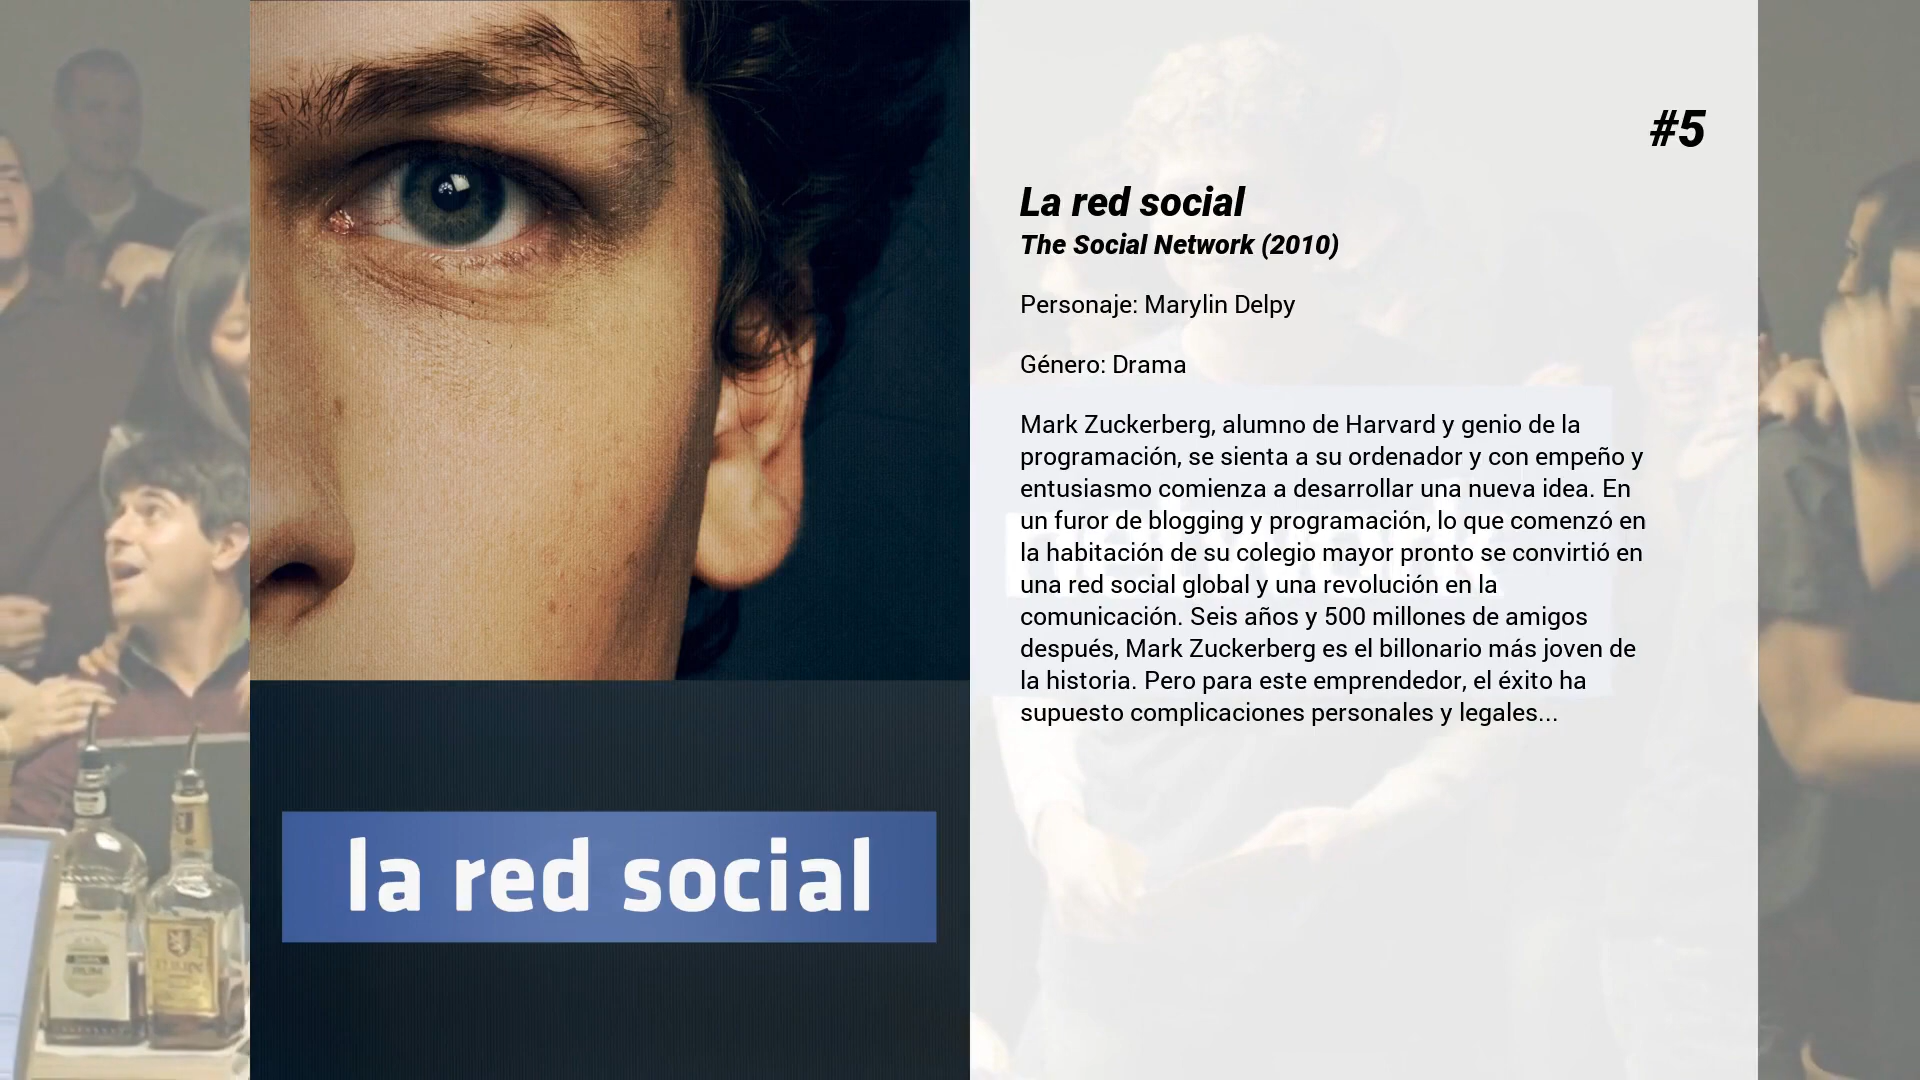 #5
La red social
The Social Network (2010)
Personaje: Marylin Delpy
Género: Drama
Mark Zuckerberg, alumno de Harvard y genio de la
programación, se sienta a su ordenador y con empeño y
entusiasmo comienza a desarrollar una nueva idea. En
un furor de blogging y programación, lo que comenzó en
la habitación de su colegio mayor pronto se convirtió en
una red social global y una revolución en la
comunicación. Seis años y 500 millones de amigos
después, Mark Zuckerberg es el billonario más joven de
la historia. Pero para este emprendedor, el éxito ha
supuesto complicaciones personales y legales...
la red social